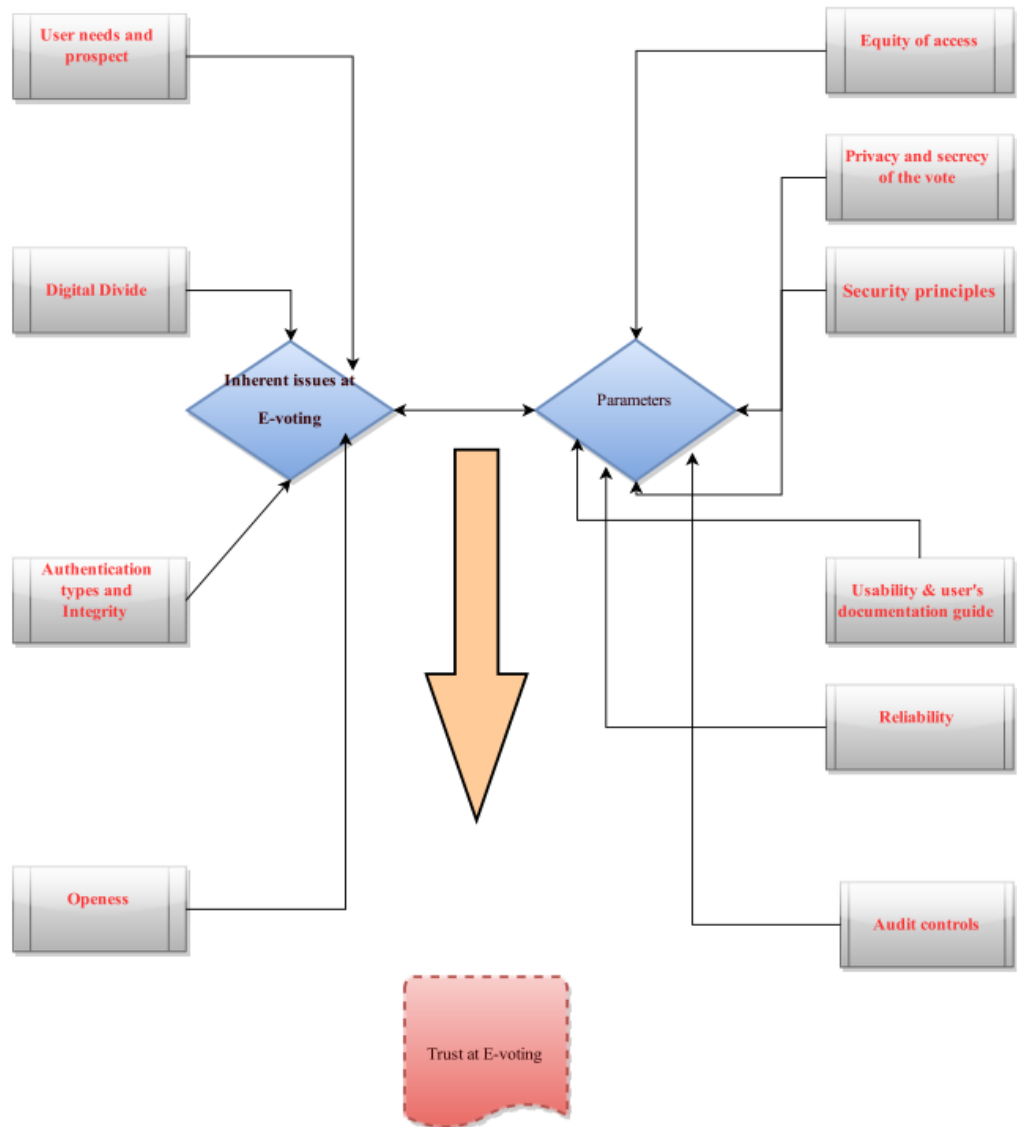 User needs and
prospect
Equity of access
Privacy and secrecy
of the vote
Digital Divide
Security principles
Inherent issues at
E-voting
Parameters
Authentication
types and
Integrity
Usability & user's
documentation guide
Reliability
Openess
Audit controls
Trust at E-voting